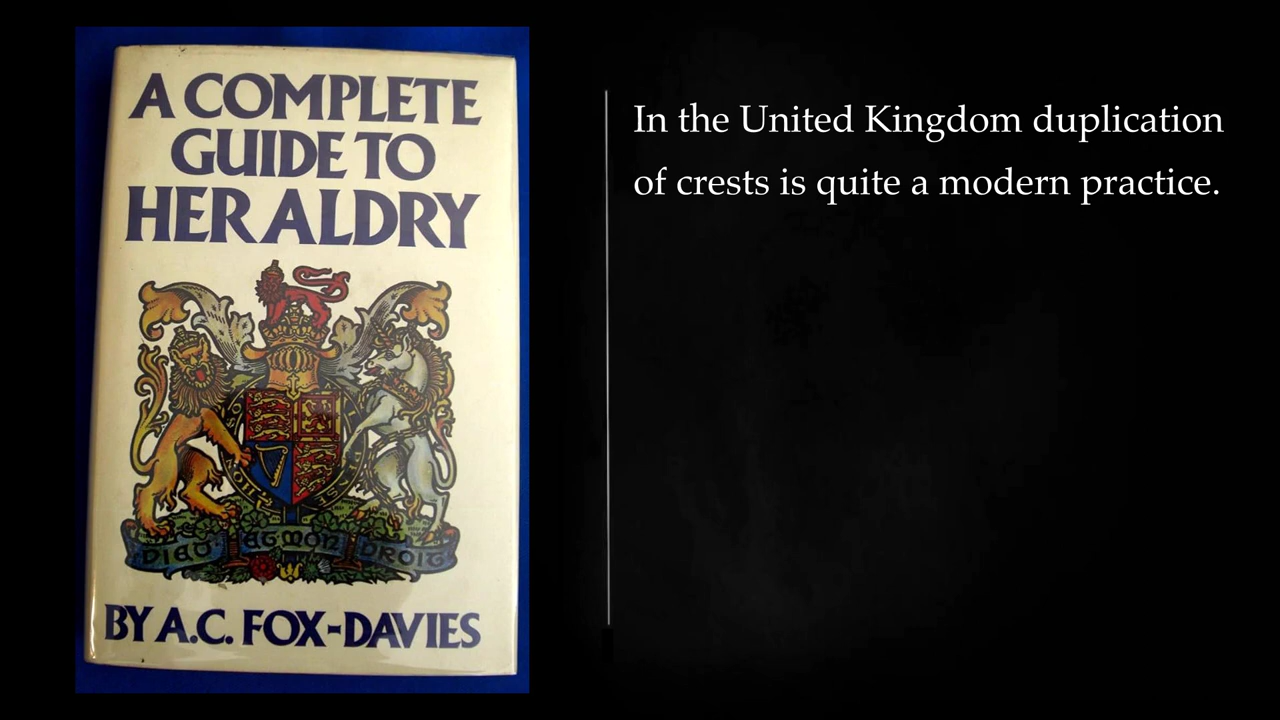 A COMPLETE
GUIDE TO
HERALDRY
DIEU ET MON DROIT
BY A.C. FOX-DAVIES
In the United Kingdom duplication
of crests is quite a modern practice.